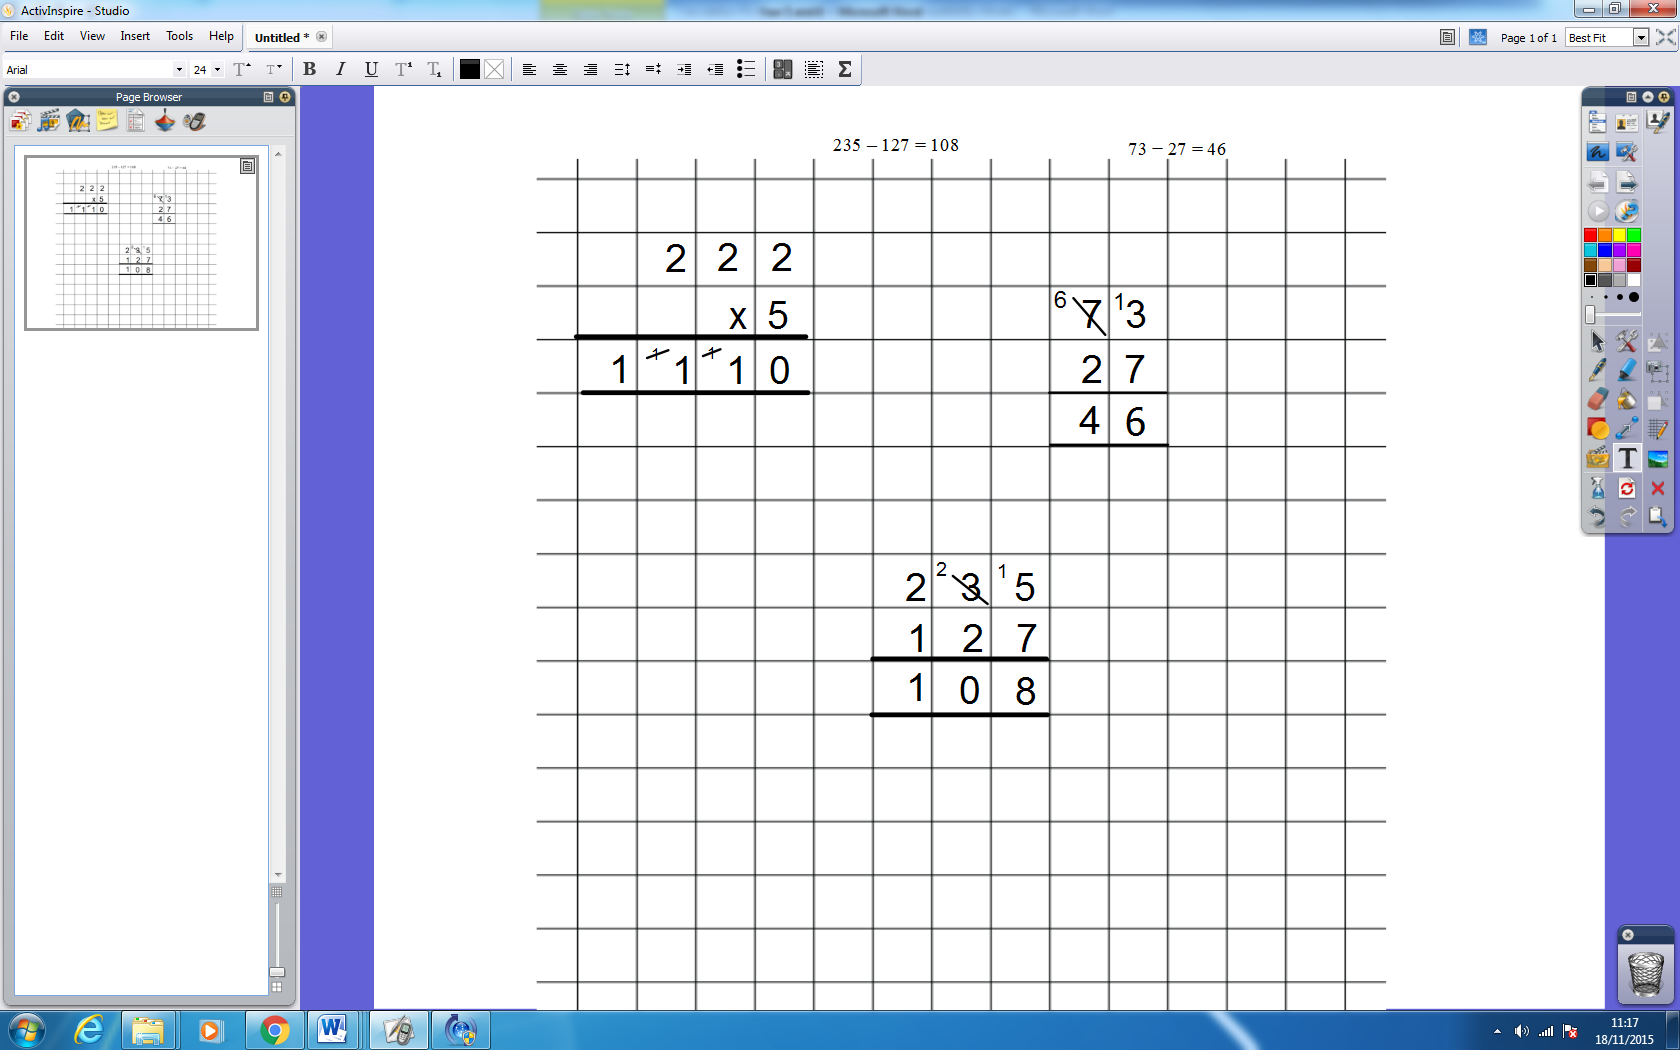 ActivInspire - Studio
File Edit View Insert Tools Help
Untitled *
Page 1 of 1
Best Fit
Arial
24
B I U
Page Browser
235 − 127 = 108
73 − 27 = 46
2 2 2
x 5
1 1 1 1 1 0
6 7 1 3
2 7
4 6
2 2 3 1 5
1 2 7
1 0 8
11:17
18/11/2015